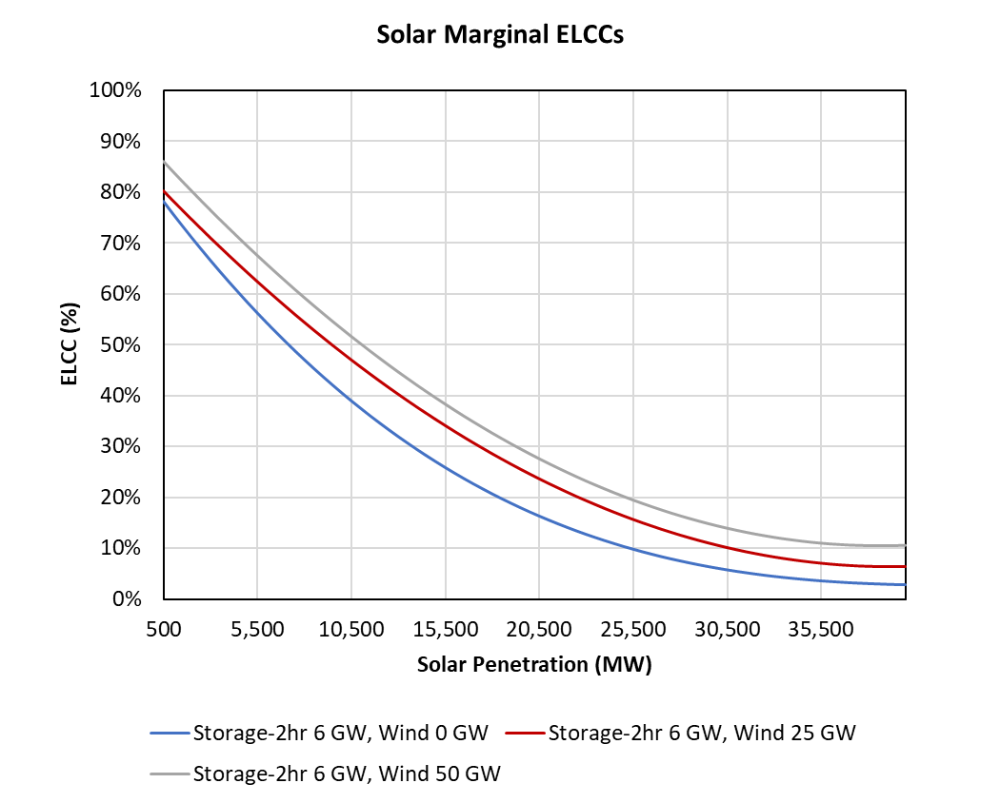 Solar Marginal ELCCs
100%
90%
80%
70%
60%
50%
40%
30%
20%
10%
0%
ELCC (%)
500 5,500 10,500 15,500 20,500 25,500 30,500 35,500
Solar Penetration (MW)
Storage-2hr 6 GW, Wind 0 GW Storage-2hr 6 GW, Wind 25 GW
Storage-2hr 6 GW, Wind 50 GW